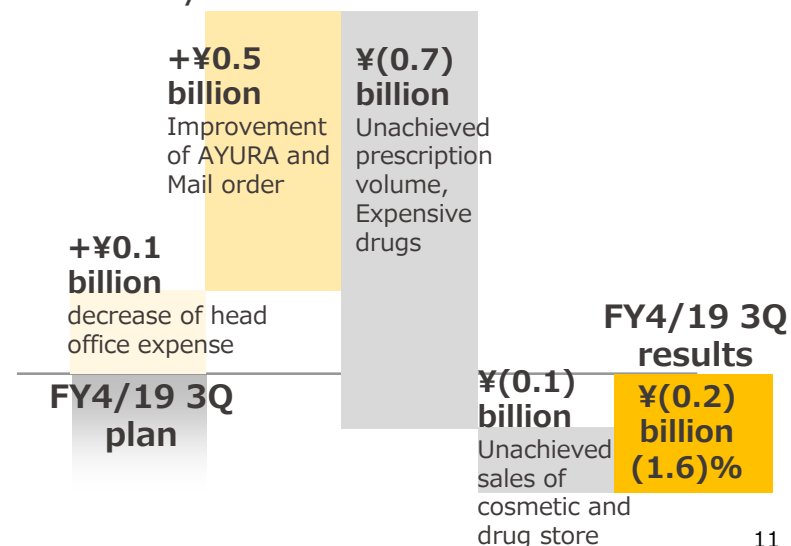 +¥0.5
billion
Improvement
of AYURA and
Mail order
¥(0.7)
billion
Unachieved
prescription
volume,
Expensive
drugs
+¥0.1
billion
decrease of head
office expense
FY4/19 3Q
plan
¥(0.1)
billion
Unachieved
sales of
cosmetic and
drug store
FY4/19 3Q
results
¥(0.2)
billion
(1.6)%
11